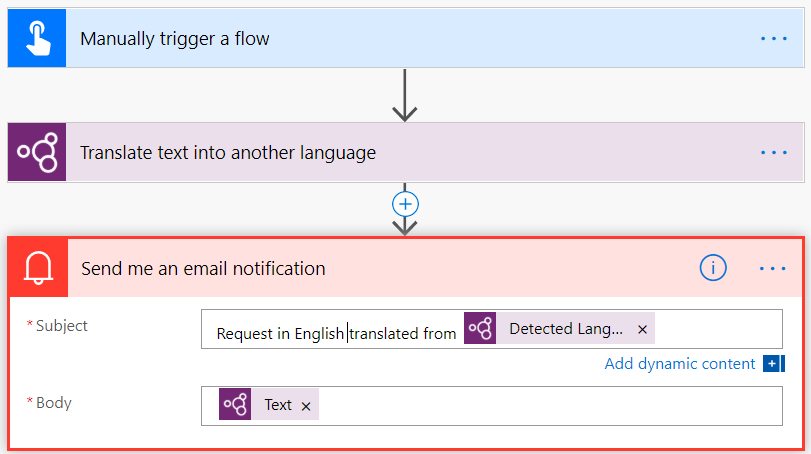 Manually trigger a flow
Translate text into another language
Send me an email notification
* Subject
Request in English translated from Detected Lang...
Add dynamic content
* Body
Text